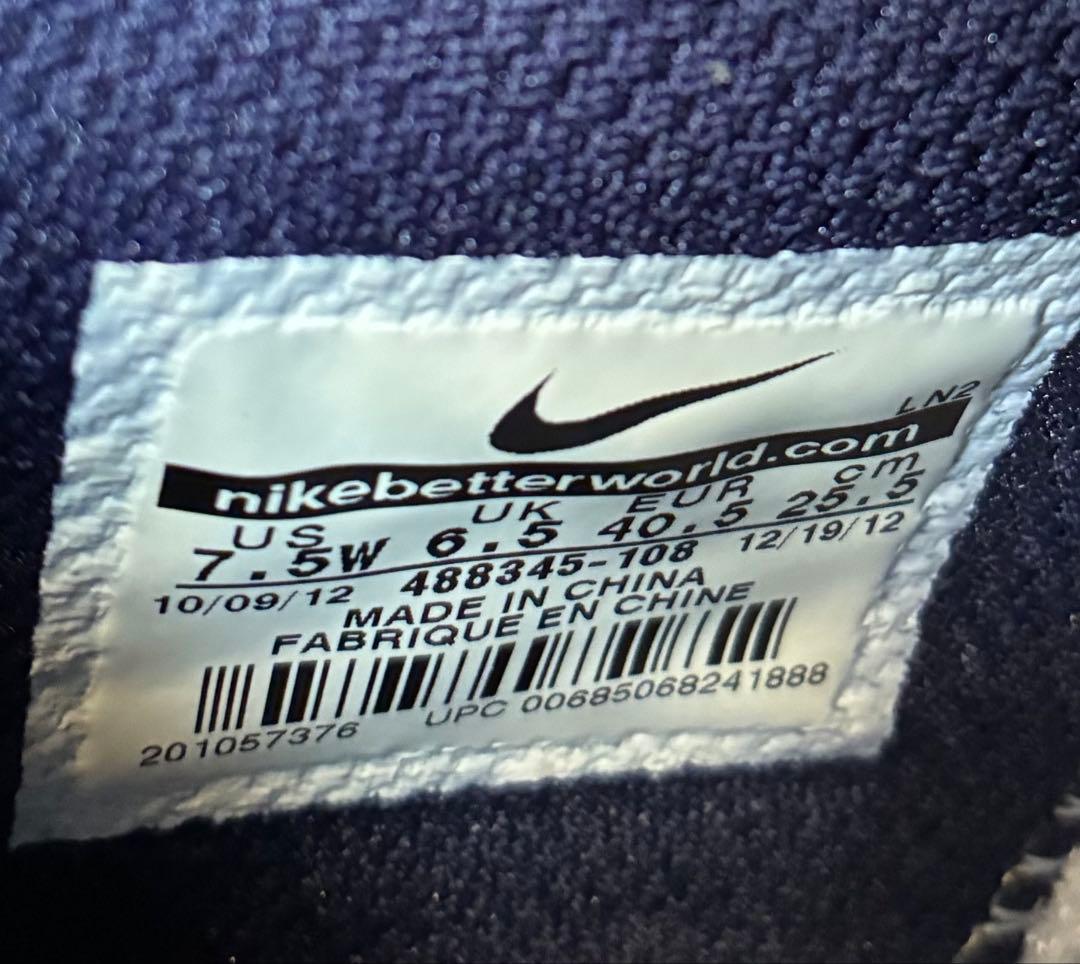 LN2
nikebetterworld.com
US UK EUR cm
7.5W 6.5 40.5 25.5
10/09/12 488345-108 12/19/12
MADE IN CHINA
FABRIQUE EN CHINE
201057376 UPC 00685068241888